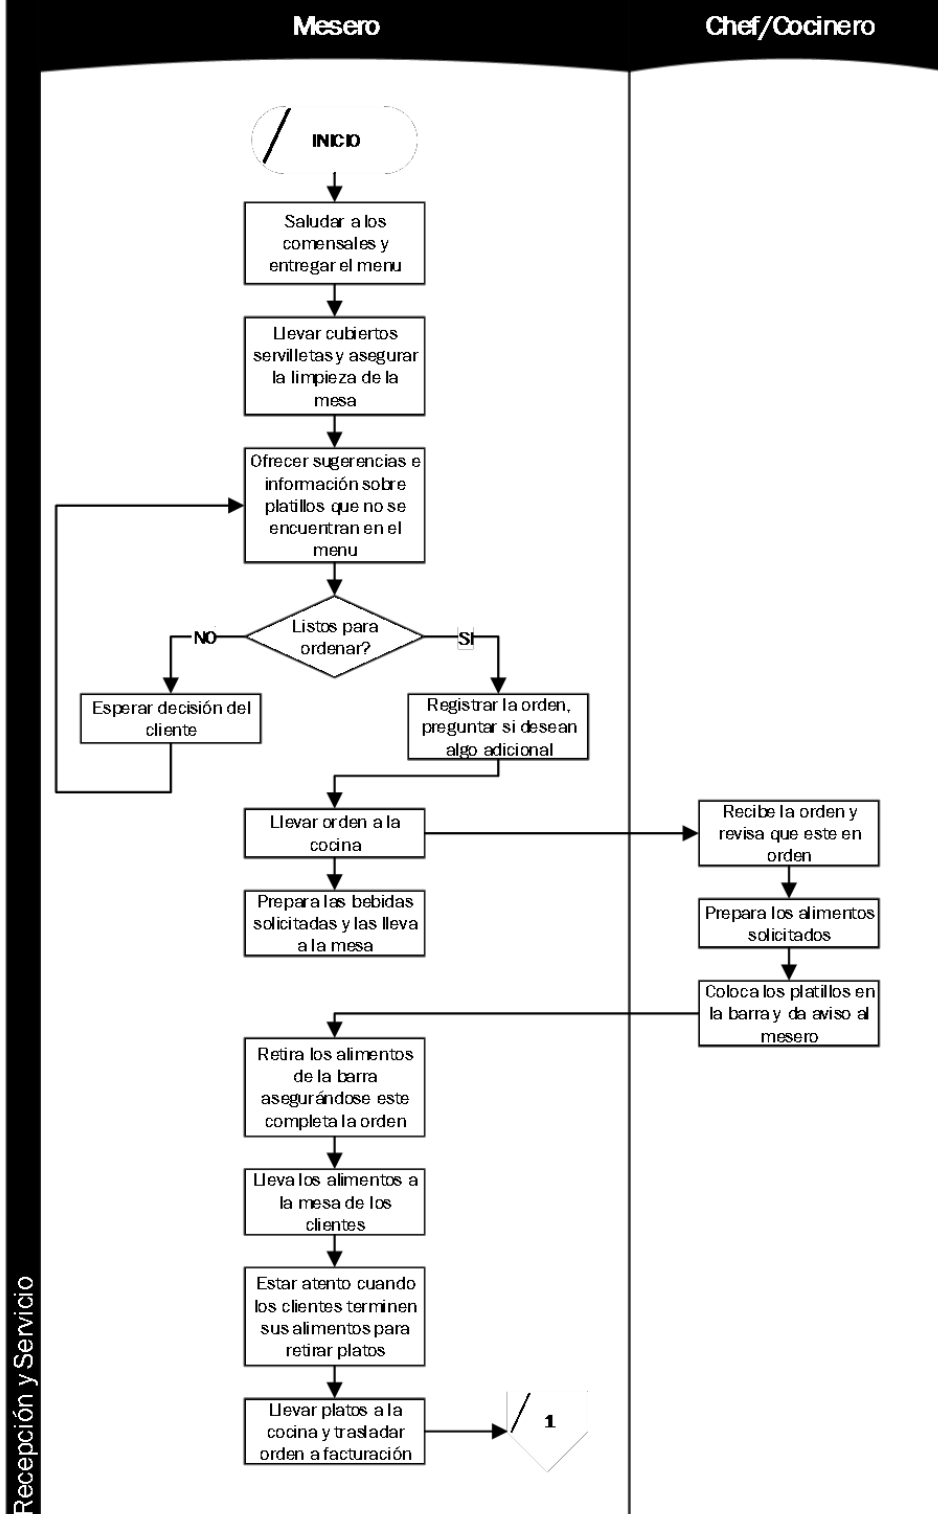 Mesero
Chef/Cocinero
INICIO
Saludar a los
comensales y
entregar el menu
Llevar cubiertos
servilletas y asegurar
la limpieza de la
mesa
Ofrecer sugerencias e
información sobre
platillos que no se
encuentran en el
menu
Listos para
ordenar?
NO
SI
Esperar decisión del
cliente
Registrar la orden,
preguntar si desean
algo adicional
Llevar orden a la
cocina
Recibe la orden y
revisa que este en
orden
Prepara las bebidas
solicitadas y las lleva
a la mesa
Prepara los alimentos
solicitados
Coloca los platillos en
la barra y da aviso al
mesero
Retira los alimentos
de la barra
asegurándose este
completa la orden
Lleva los alimentos a
la mesa de los
clientes
Estar atento cuando
los clientes terminen
sus alimentos para
retirar platos
Llevar platos a la
cocina y trasladar
orden a facturación
1
Recepción y Servicio